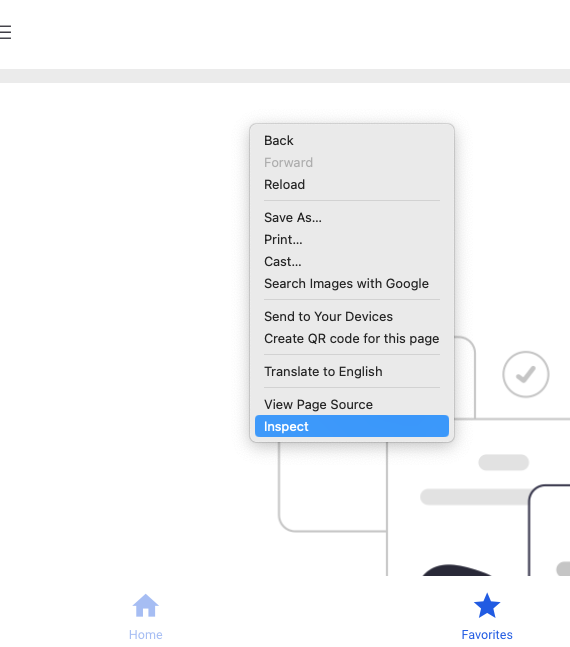 Back
Forward
Reload
Save As...
Print...
Cast...
Search Images with Google
Send to Your Devices
Create QR code for this page
Translate to English
View Page Source
Inspect
Home
Favorites